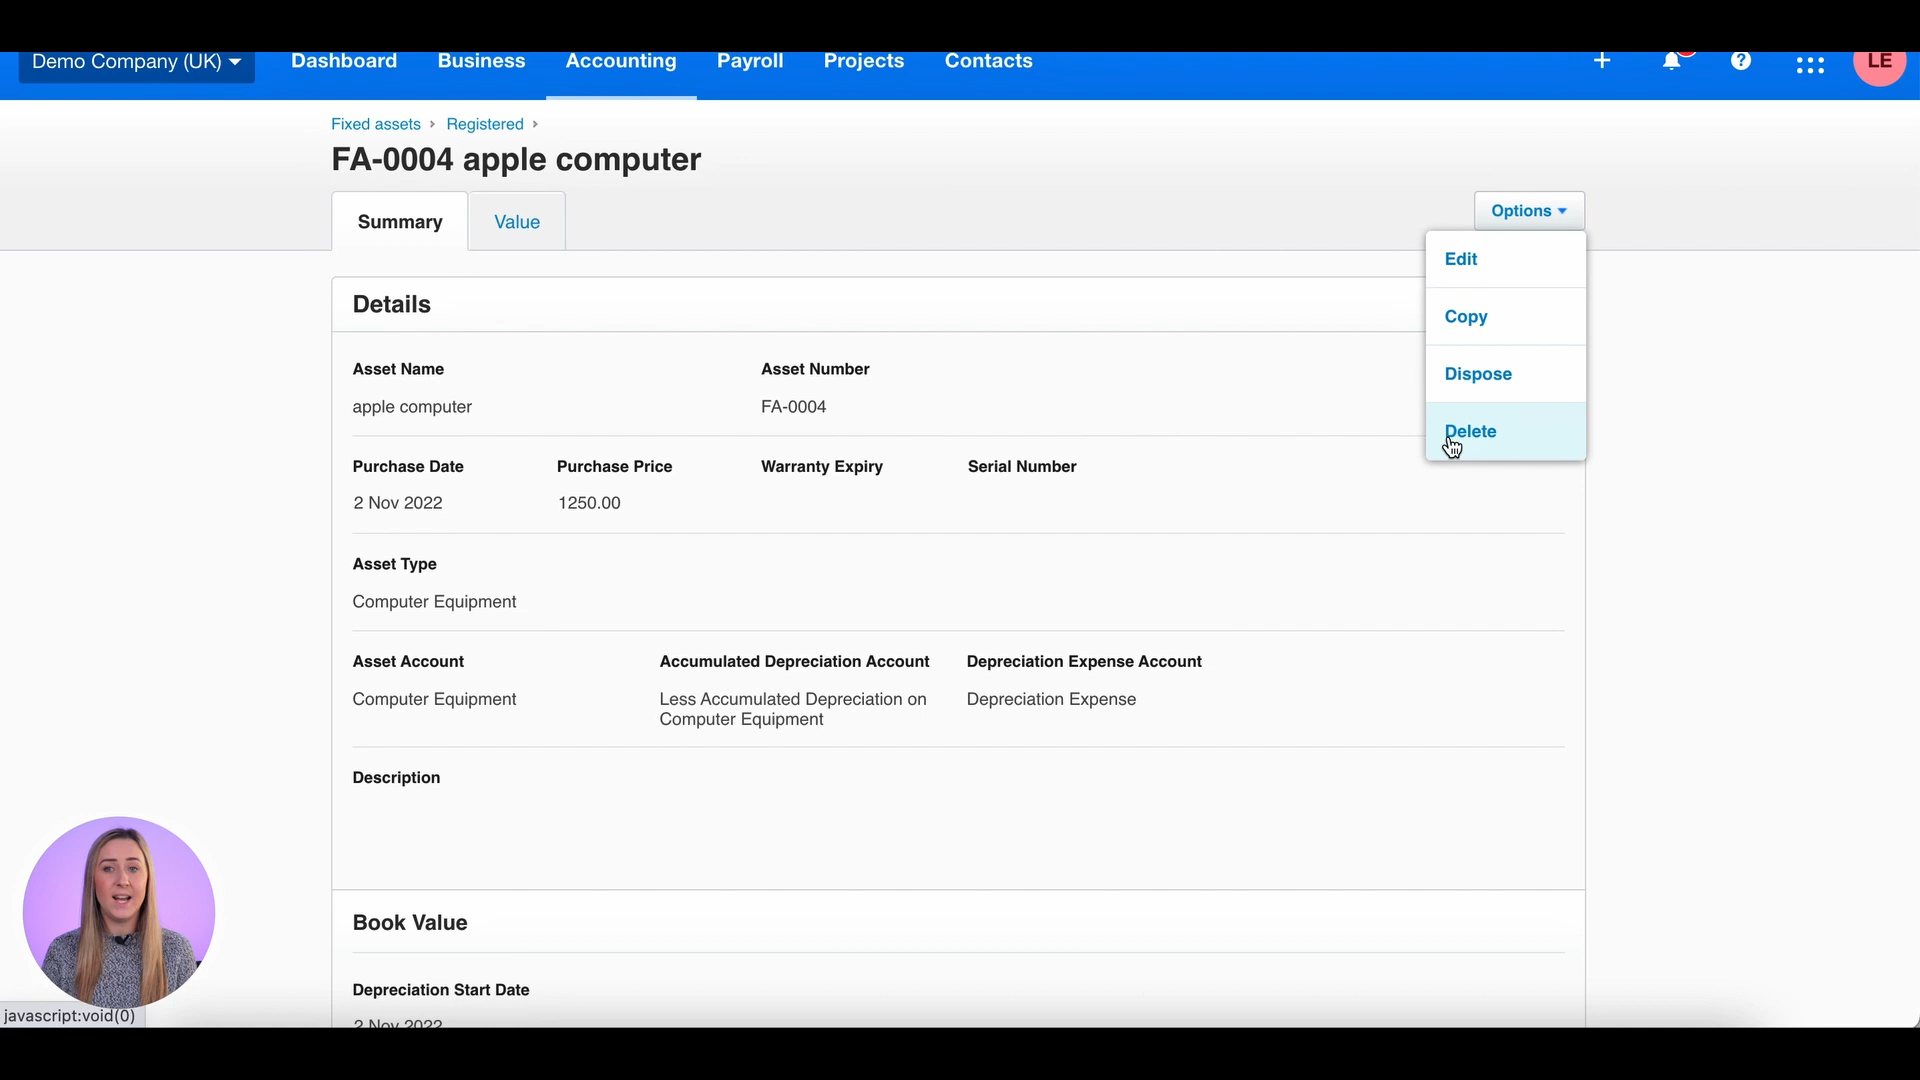 Demo Company (UK) Dashboard Business Accounting Payroll Projects Contacts ? LE
Fixed assets Registered
FA-0004 apple computer
Summary Value Options
Edit
Details
Copy
Asset Name Asset Number
Dispose
apple computer FA-0004
Delete
Purchase Date Purchase Price Warranty Expiry Serial Number
2 Nov 2022 1250.00
Asset Type
Computer Equipment
Asset Account Accumulated Depreciation Account Depreciation Expense Account
Computer Equipment Less Accumulated Depreciation on Depreciation Expense
Computer Equipment
Description
Book Value
Depreciation Start Date
javascript:void(0)
2 Nov 2022